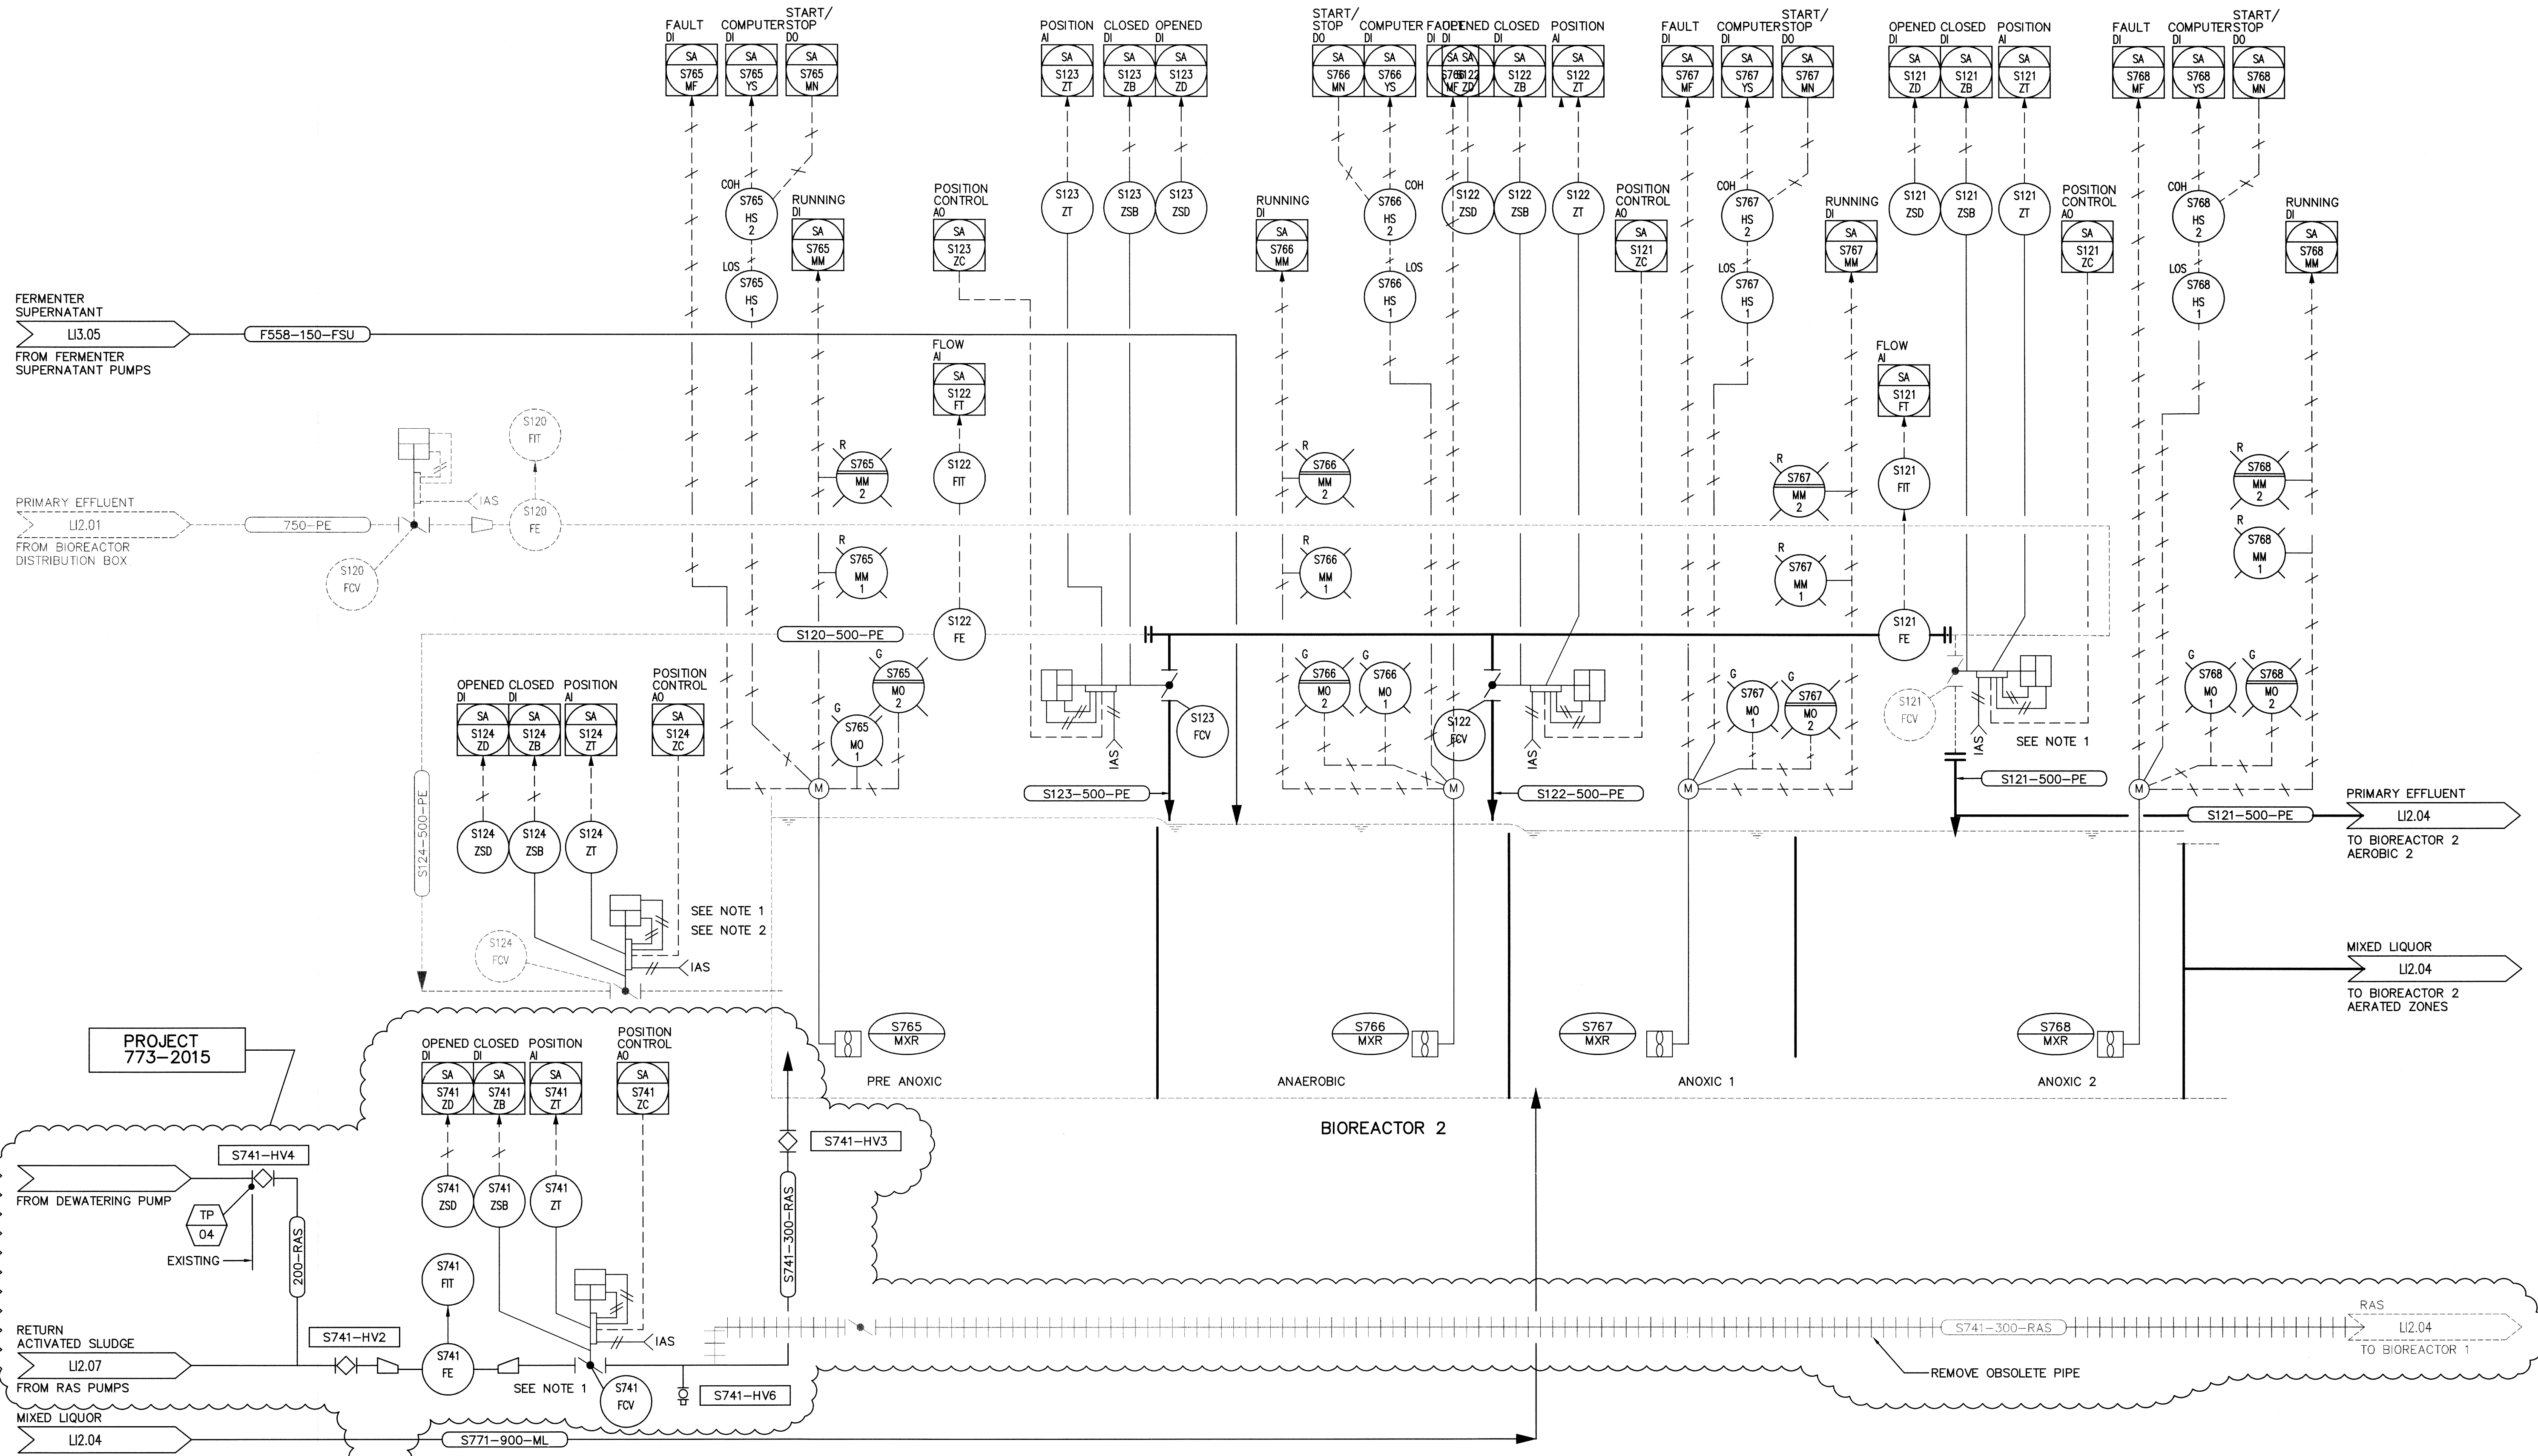 FAULT
DI
SA
S765
MF
COMPUTER
DI
SA
S765
YS
START/
STOP
DO
SA
S765
MN
POSITION
AI
SA
S123
ZT
CLOSED
DI
SA
S123
ZB
OPENED
DI
SA
S123
ZD
START/
STOP
DO
SA
S766
MN
COMPUTER
DI
SA
S766
YS
FAULT
DI
SA
S766
MF
OPENED
DI
SA
S122
ZD
CLOSED
DI
SA
S122
ZB
POSITION
AI
SA
S122
ZT
FAULT
DI
SA
S767
MF
COMPUTER
DI
SA
S767
YS
START/
STOP
DO
SA
S767
MN
OPENED
DI
SA
S121
ZD
CLOSED
DI
SA
S121
ZB
POSITION
AI
SA
S121
ZT
FAULT
DI
SA
S768
MF
COMPUTER
DI
SA
S768
YS
START/
STOP
DO
SA
S768
MN
COH
S765
HS
2
RUNNING
DI
SA
S765
MM
LOS
S765
HS
1
POSITION
CONTROL
AO
SA
S123
ZC
S123
ZT
S123
ZSB
S123
ZSD
RUNNING
DI
SA
S766
MM
COH
S766
HS
2
LOS
S766
HS
1
S122
ZSD
S122
ZSB
S122
ZT
POSITION
CONTROL
AO
SA
S121
ZC
COH
S767
HS
2
LOS
S767
HS
1
RUNNING
DI
SA
S767
MM
S121
ZSD
S121
ZSB
S121
ZT
POSITION
CONTROL
AO
SA
S121
ZC
COH
S768
HS
2
LOS
S768
HS
1
RUNNING
DI
SA
S768
MM
FERMENTER
SUPERNATANT
LI3.05
FROM FERMENTER
SUPERNATANT PUMPS
F558-150-FSU
FLOW
AI
SA
S122
FT
FLOW
AI
SA
S121
FT
S120
FIT
R
S765
MM
2
S122
FIT
R
S766
MM
2
R
S767
MM
2
S121
FIT
R
S768
MM
2
PRIMARY EFFLUENT
LI2.01
FROM BIOREACTOR
DISTRIBUTION BOX
750-PE
IAS
S120
FE
S120
FCV
R
S765
MM
1
R
S766
MM
1
R
S767
MM
1
R
S768
MM
1
S120-500-PE
S122
FE
S121
FE
OPENED
DI
SA
S124
ZD
CLOSED
DI
SA
S124
ZB
POSITION
AI
SA
S124
ZT
POSITION
CONTROL
AO
SA
S124
ZC
G
S765
MO
2
G
S765
MO
1
S123
FCV
IAS
G
S766
MO
2
G
S766
MO
1
S122
FCV
IAS
G
S767
MO
1
G
S767
MO
2
S121
FCV
IAS
SEE NOTE 1
G
S768
MO
1
G
S768
MO
2
M
S123-500-PE
M
S122-500-PE
M
S121-500-PE
M
S121-500-PE
PRIMARY EFFLUENT
LI2.04
TO BIOREACTOR 2
AEROBIC 2
S124-500-PE
S124
ZSD
S124
ZSB
S124
ZT
SEE NOTE 1
SEE NOTE 2
S124
FCV
IAS
MIXED LIQUOR
LI2.04
TO BIOREACTOR 2
AERATED ZONES
S765
MXR
S766
MXR
S767
MXR
S768
MXR
PRE ANOXIC
ANAEROBIC
ANOXIC 1
ANOXIC 2
BIOREACTOR 2
PROJECT
773-2015
OPENED
DI
SA
S741
ZD
CLOSED
DI
SA
S741
ZB
POSITION
AI
SA
S741
ZT
POSITION
CONTROL
AO
SA
S741
ZC
S741-HV3
S741-HV4
FROM DEWATERING PUMP
TP
04
EXISTING
200-RAS
S741
ZSD
S741
ZSB
S741
ZT
S741-300-RAS
S741
FIT
RETURN
ACTIVATED SLUDGE
LI2.07
FROM RAS PUMPS
S741-HV2
S741
FE
SEE NOTE 1
IAS
S741
FCV
S741-HV6
S741-300-RAS
RAS
LI2.04
TO BIOREACTOR 1
REMOVE OBSOLETE PIPE
MIXED LIQUOR
LI2.04
S771-900-ML